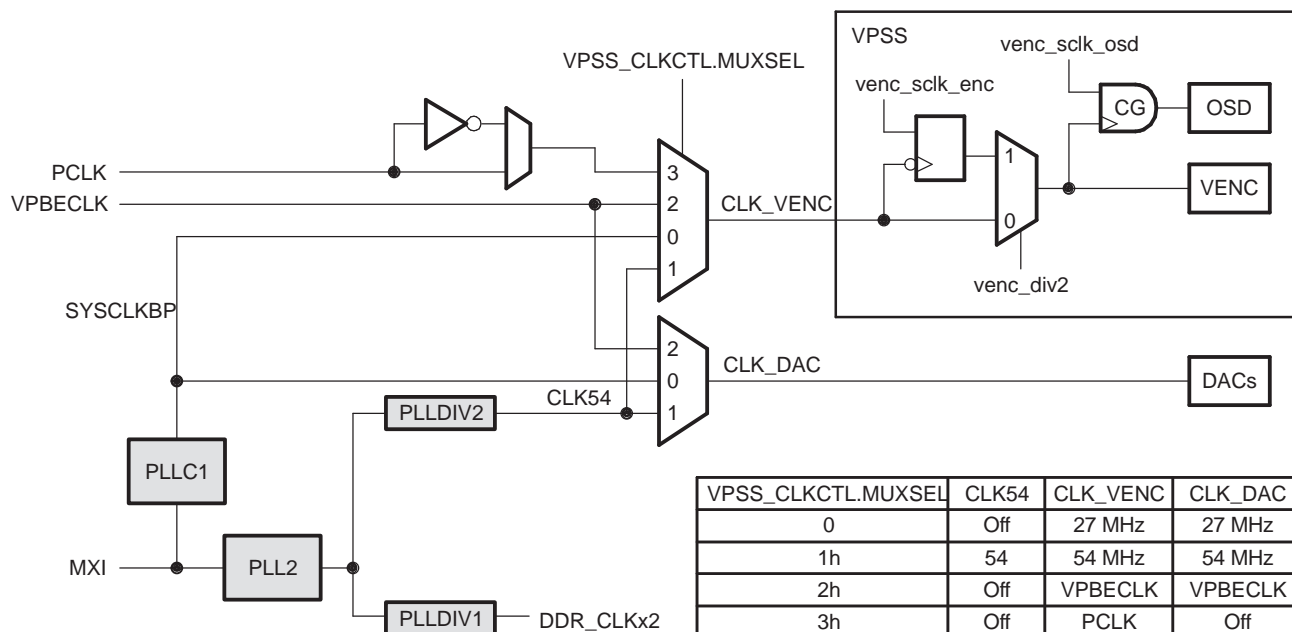 VPSS
venc_sclk_osd
VPSS_CLKCTL.MUXSEL
venc_sclk_enc
CG
OSD
PCLK
3
1
VENC
VPBECLK
2
CLK_VENC
0
0
1
venc_div2
SYSCLKBP
2
CLK_DAC
0
DACs
CLK54
1
PLLDIV2
PLLC1
MXI
PLL2
PLLDIV1
DDR_CLKx2
VPSS_CLKCTL.MUXSEL CLK54 CLK_VENC CLK_DAC
0 Off 27 MHz 27 MHz
1h 54 54 MHz 54 MHz
2h Off VPBECLK VPBECLK
3h Off PCLK Off